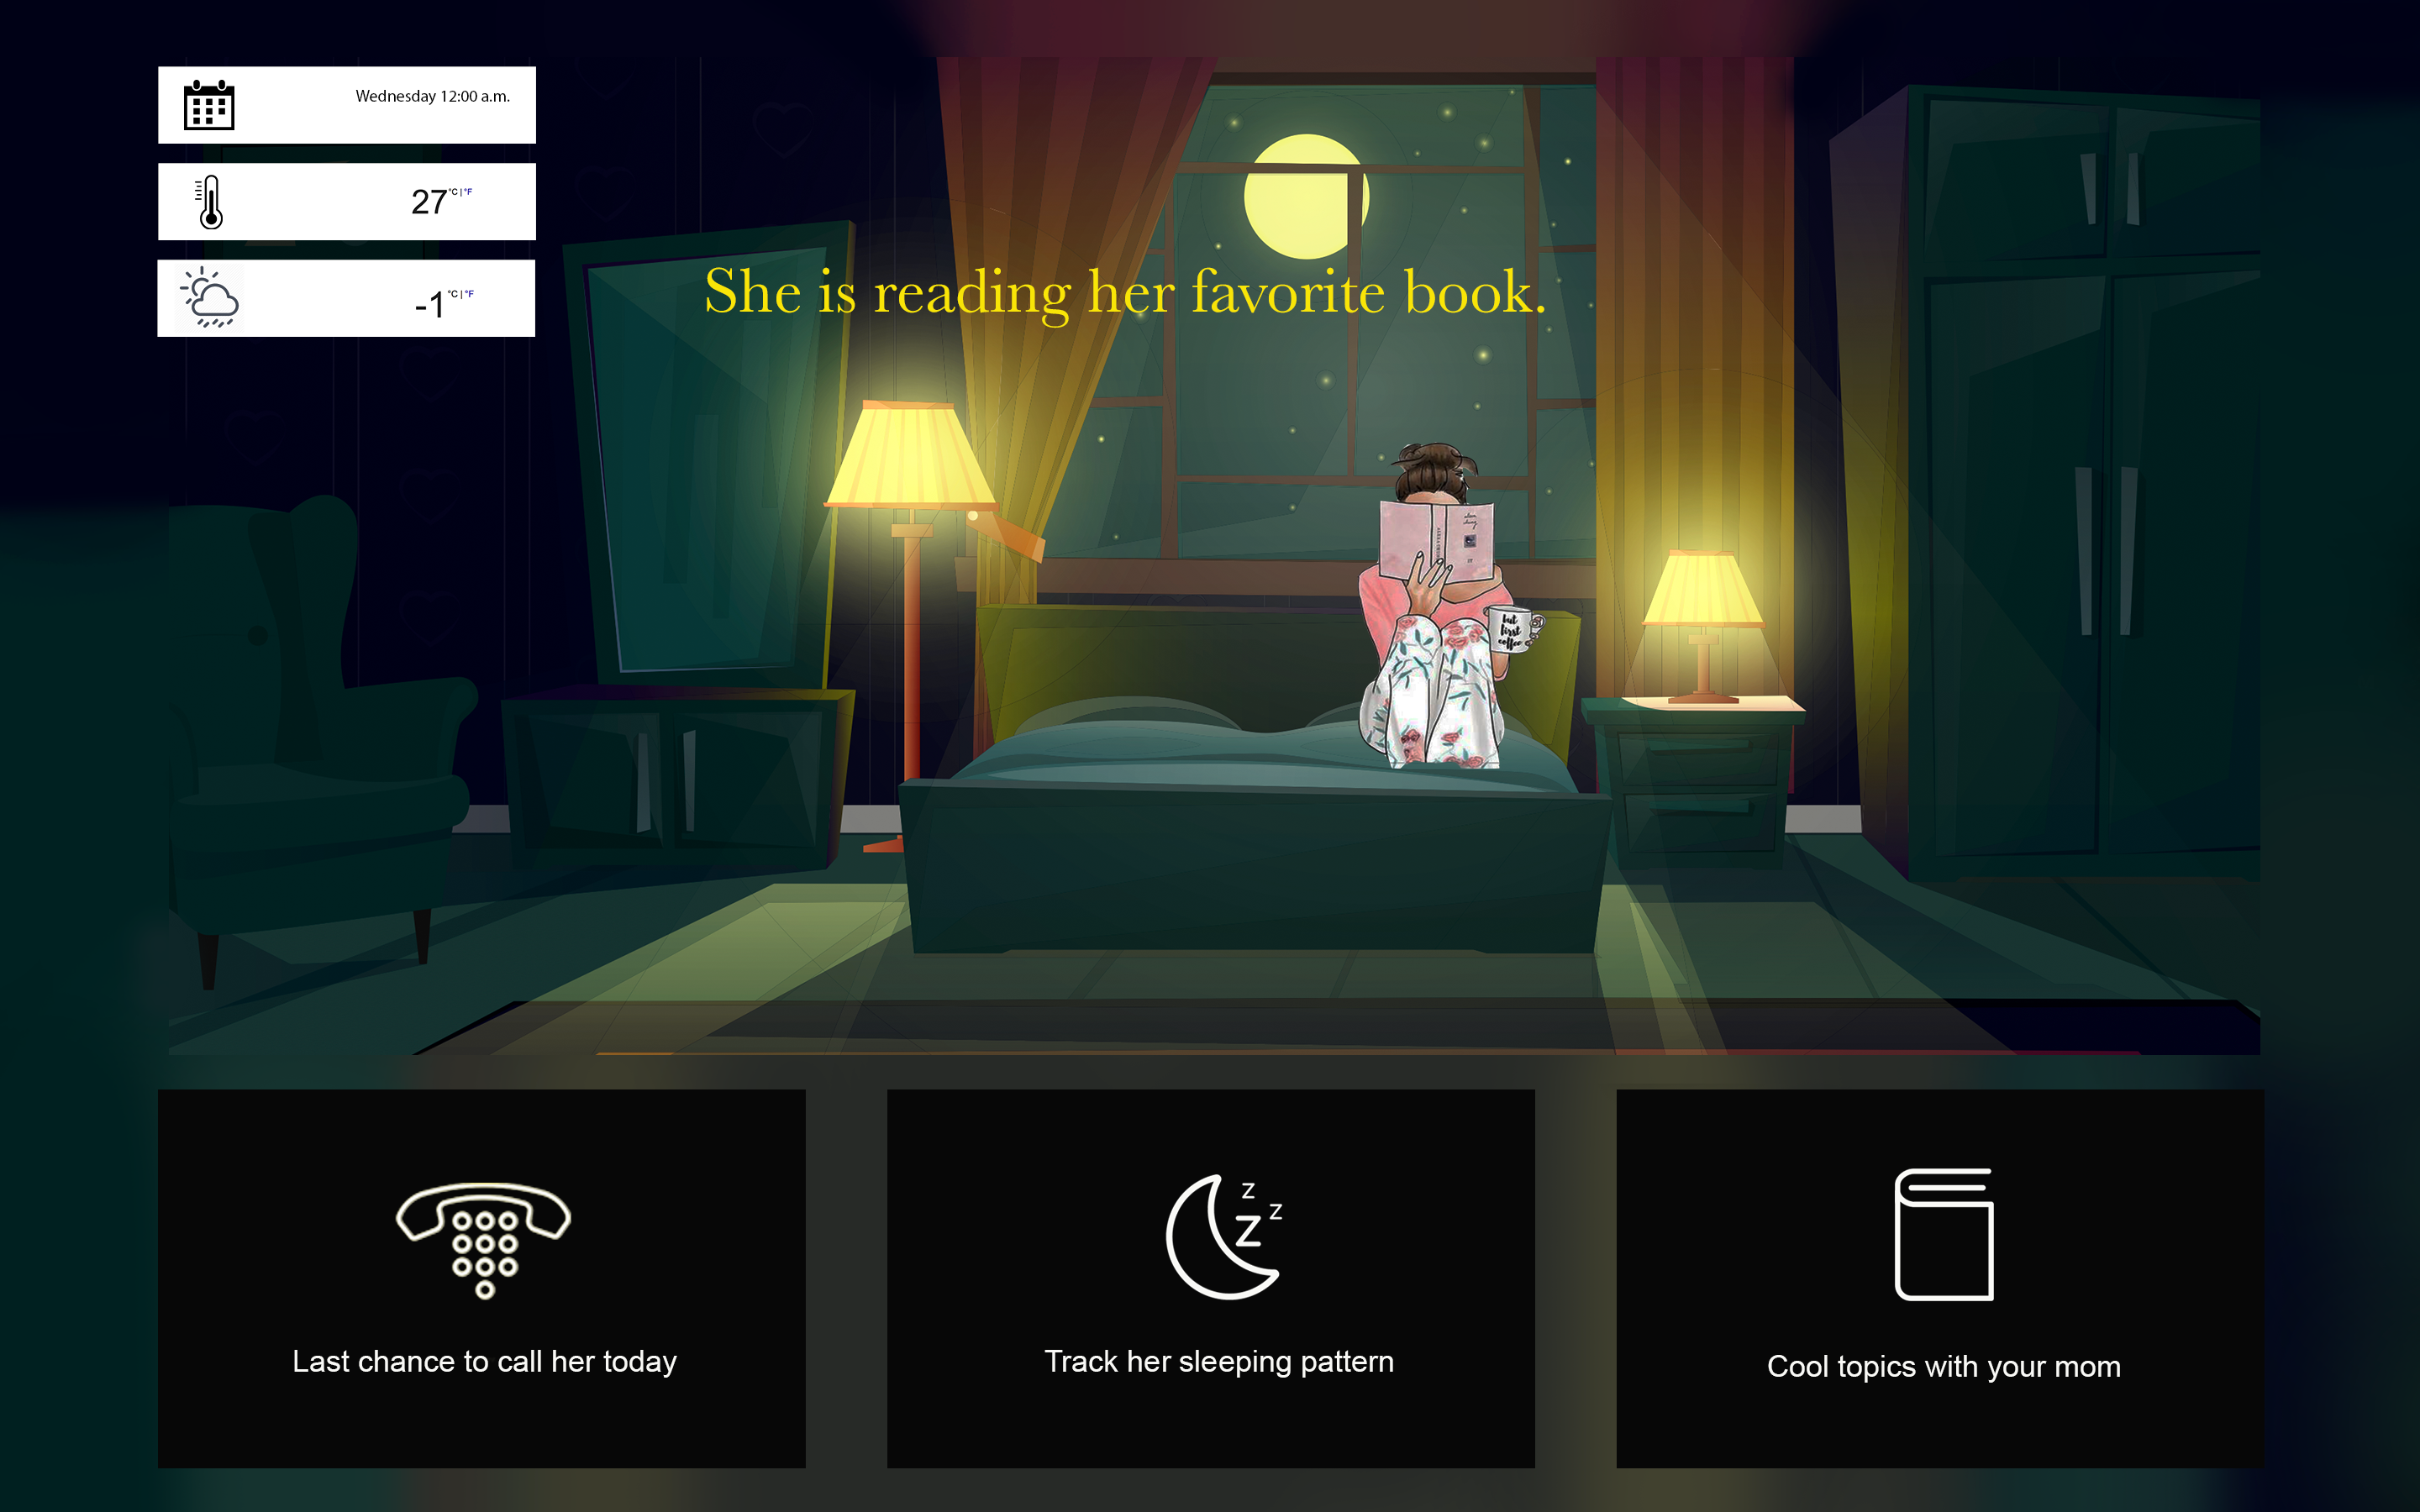 Wednesday 12:00 a.m.
27 °C | °F
-1 °C | °F
She is reading her favorite book.
but
first
coffee
z
z
Z
Last chance to call her today
Track her sleeping pattern
Cool topics with your mom